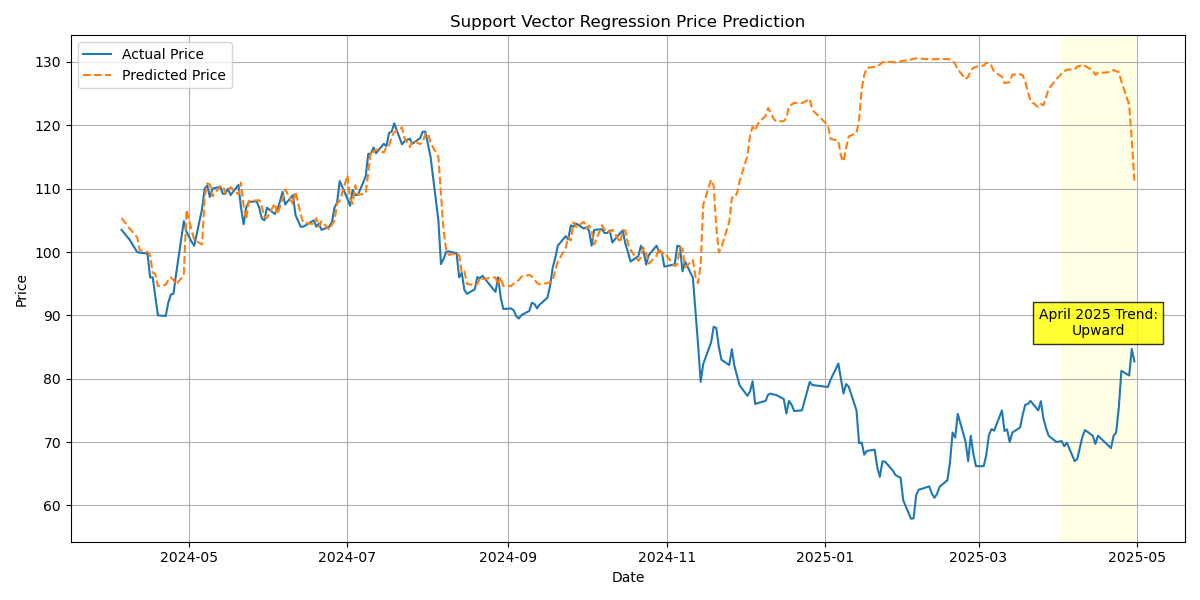 Support Vector Regression Price Prediction
Actual Price
Predicted Price
130
120
110
100
90
80
70
60
Price
April 2025 Trend:
Upward
2024-05
2024-07
2024-09
2024-11
2025-01
2025-03
2025-05
Date